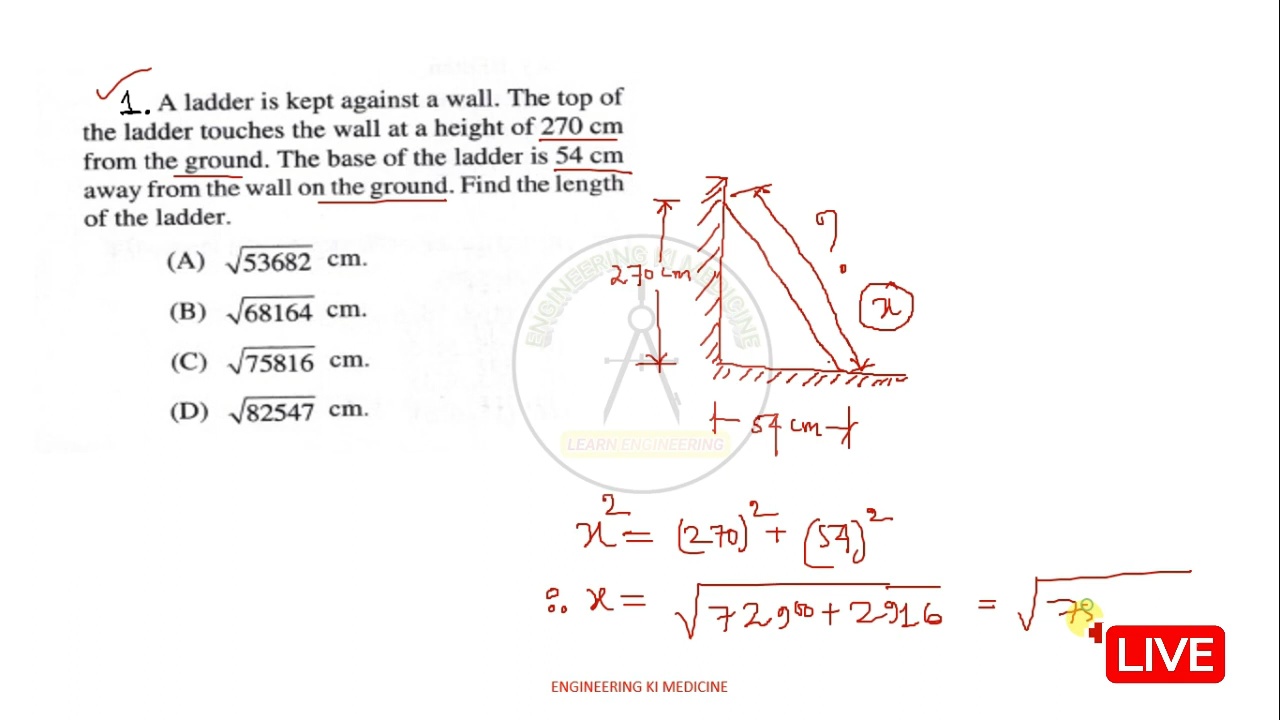 1. A ladder is kept against a wall. The top of
the ladder touches the wall at a height of 270 cm
from the ground. The base of the ladder is 54 cm
away from the wall on the ground. Find the length
of the ladder.
(A) √53682 cm.
(B) √68164 cm.
(C) √75816 cm.
(D) √82547 cm.
ENGINEERING KI MEDICINE
LEARN ENGINEERING
270 cm
?
x
54 cm
x² = (270)² + (54)²
∴ x = √72900 + 2916 = √75
LIVE
ENGINEERING KI MEDICINE